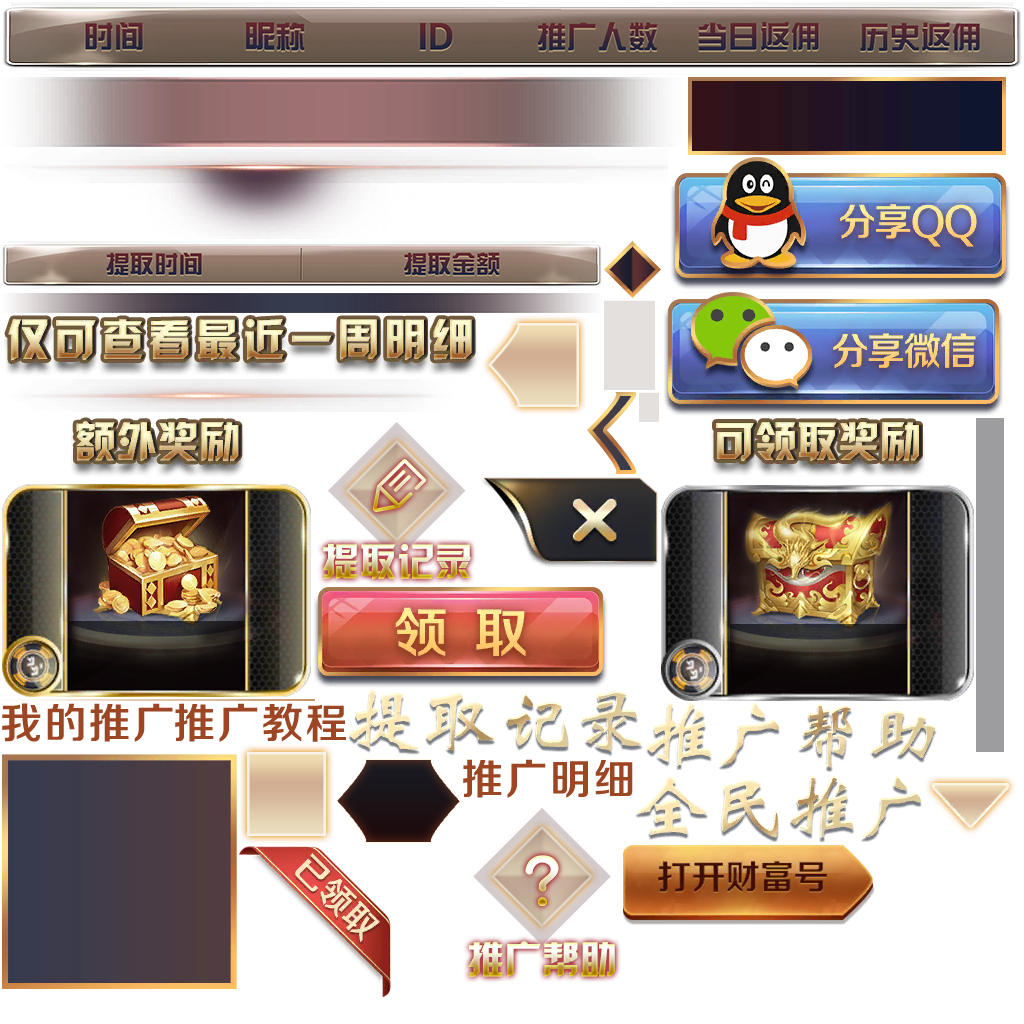 时间 昵称 ID 推广人数 当日返佣 历史返佣
分享QQ
提取时间 提取金额
仅可查看最近一周明细
分享微信
额外奖励
可领取奖励
提取记录
领取
我的推广推广教程
提取记录
推广帮助
推广明细
全民推广
已领取
打开财富号
推广帮助